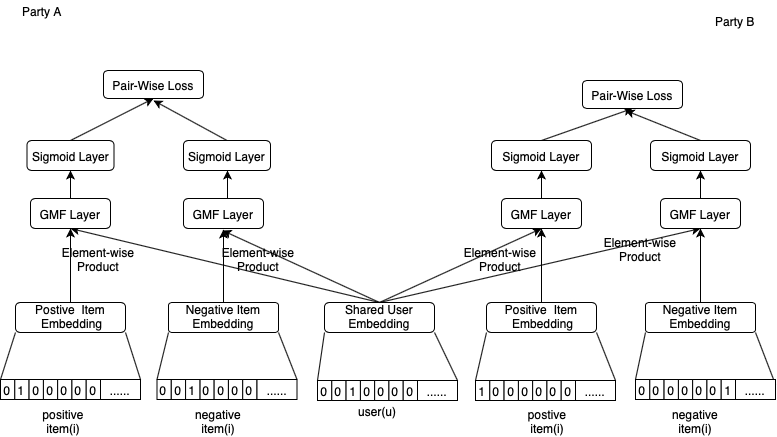 Party A
Party B
Pair-Wise Loss
Pair-Wise Loss
Sigmoid Layer
Sigmoid Layer
Sigmoid Layer
Sigmoid Layer
GMF Layer
GMF Layer
GMF Layer
GMF Layer
Element-wise
Product
Element-wise
Product
Element-wise
Product
Element-wise
Product
Postive Item
Embedding
Negative Item
Embedding
Shared User
Embedding
Positive Item
Embedding
Negative Item
Embedding
0 1 0 0 0 0 0 ......
0 0 1 0 0 0 0 ......
0 0 1 0 0 0 0 ......
1 0 0 0 0 0 0 ......
0 0 0 0 0 0 1 ......
positive
item(i)
negative
item(i)
user(u)
postive
item(i)
negative
item(i)